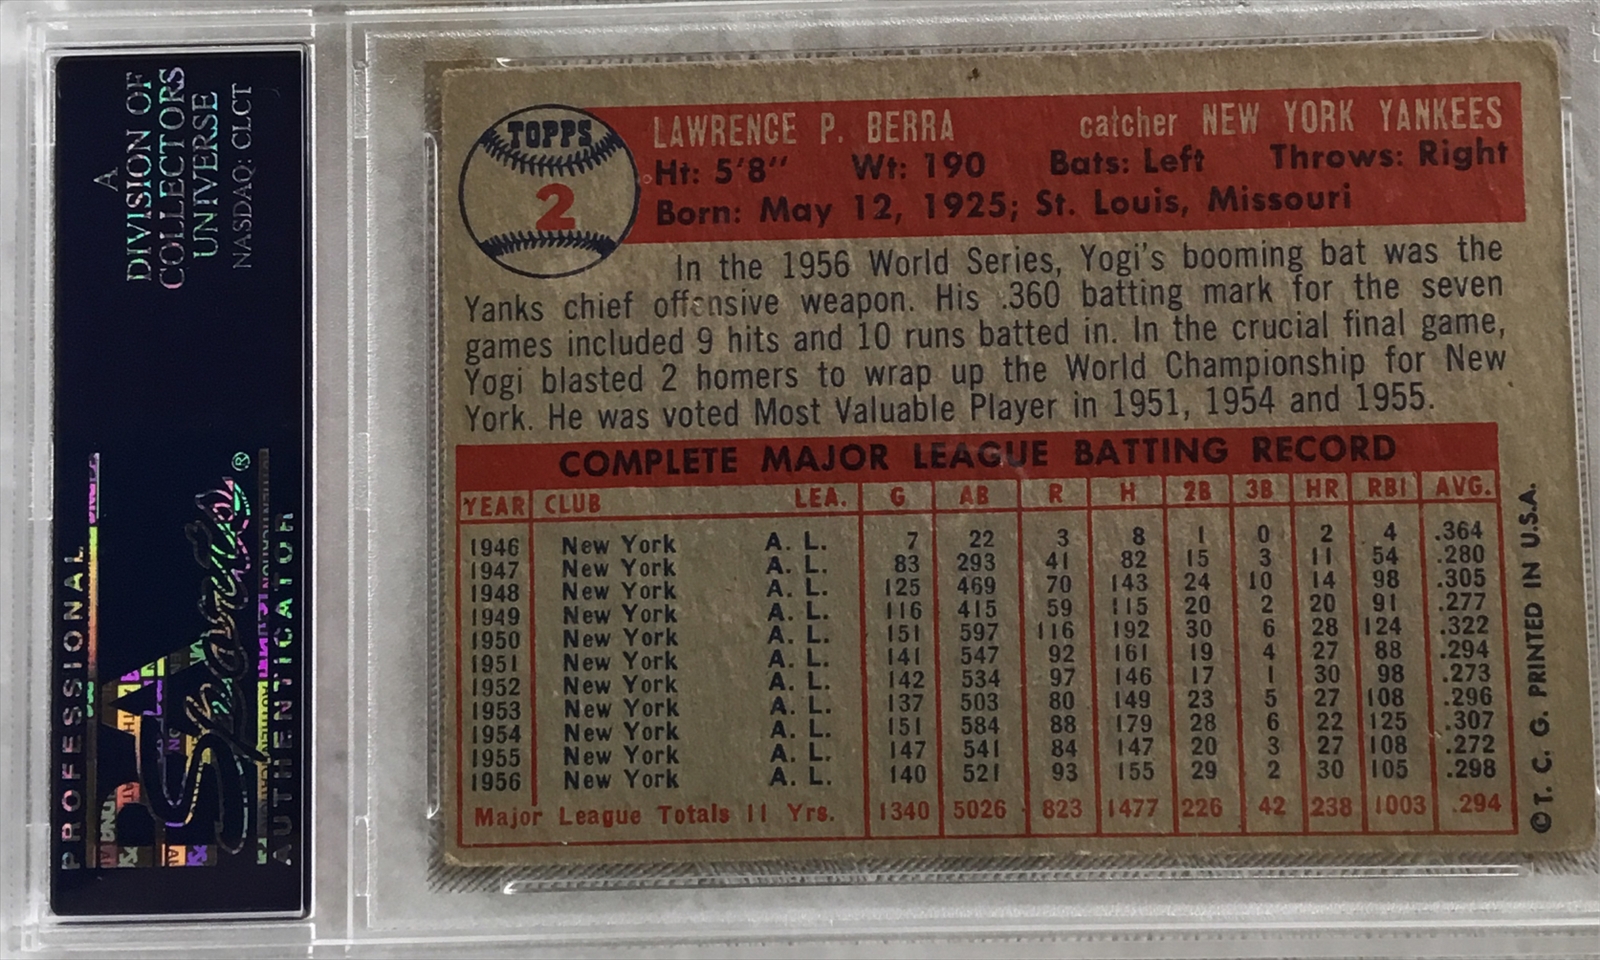 A
DIVISION OF
COLLECTORS
UNIVERSE
NASDAQ: CLCT
PROFESSIONAL
Sports®
AUTHENTICATOR
TOPPS
2
LAWRENCE P. BERRA catcher NEW YORK YANKEES
Ht: 5'8" Wt: 190 Bats: Left Throws: Right
Born: May 12, 1925; St. Louis, Missouri
In the 1956 World Series, Yogi's booming bat was the
Yanks chief offensive weapon. His .360 batting mark for the seven
games included 9 hits and 10 runs batted in. In the crucial final game,
Yogi blasted 2 homers to wrap up the World Championship for New
York. He was voted Most Valuable Player in 1951, 1954 and 1955.
COMPLETE MAJOR LEAGUE BATTING RECORD
YEAR CLUB LEA. G AB R H 2B 3B HR RBI AVG.
1946 New York A. L. 7 22 3 8 1 0 2 4 .364
1947 New York A. L. 83 293 41 82 15 3 11 54 .280
1948 New York A. L. 125 469 70 143 24 10 14 98 .305
1949 New York A. L. 116 415 59 115 20 2 20 91 .277
1950 New York A. L. 151 597 116 192 30 6 28 124 .322
1951 New York A. L. 141 547 92 161 19 4 27 88 .294
1952 New York A. L. 142 534 97 146 17 1 30 98 .273
1953 New York A. L. 137 503 80 149 23 5 27 108 .296
1954 New York A. L. 151 584 88 179 28 6 22 125 .307
1955 New York A. L. 147 541 84 147 20 3 27 108 .272
1956 New York A. L. 140 521 93 155 29 2 30 105 .298
Major League Totals 11 Yrs. 1340 5026 823 1477 226 42 238 1003 .294
© T. C. G. PRINTED IN U.S.A.